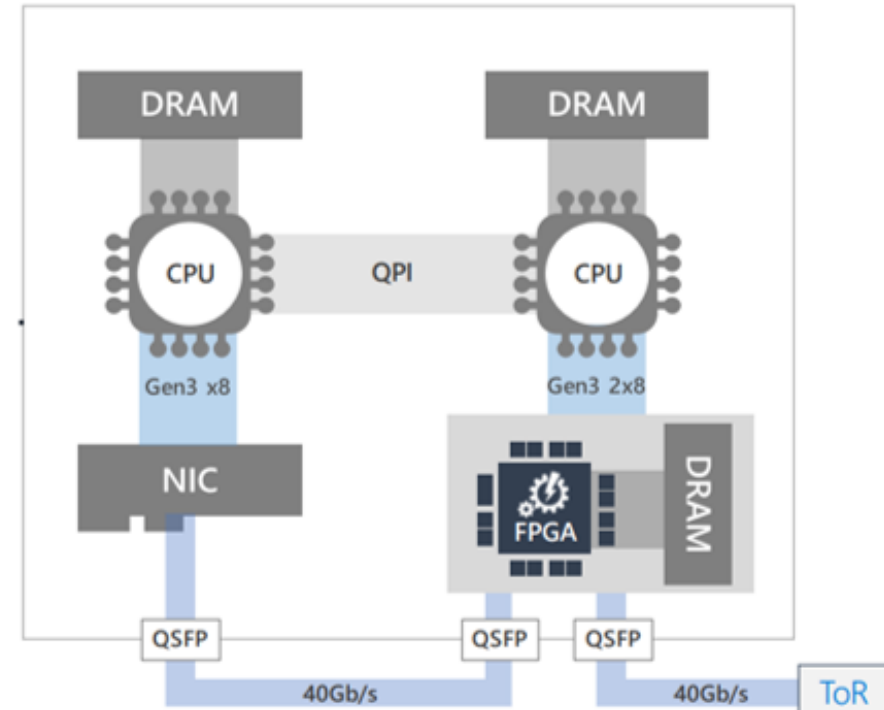 DRAM
DRAM
CPU
QPI
CPU
Gen3 x8
Gen3 2x8
NIC
FPGA
DRAM
QSFP
QSFP
QSFP
40Gb/s
40Gb/s
ToR